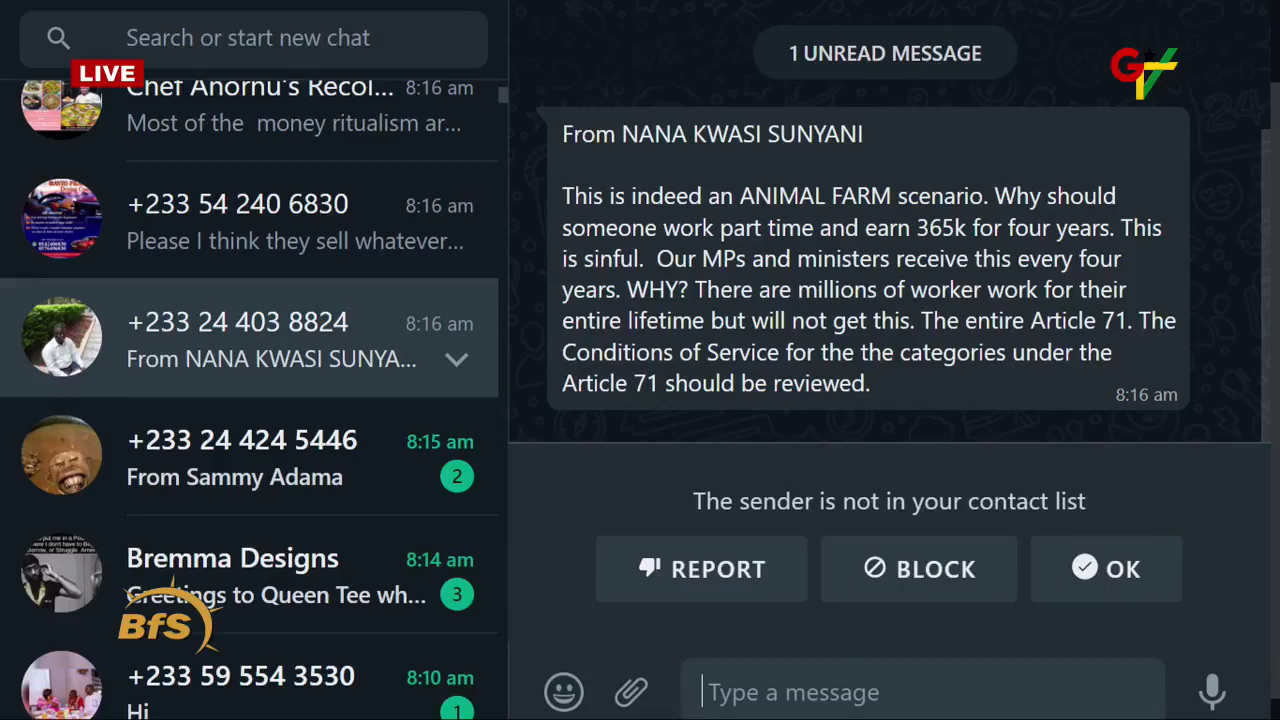 Search or start new chat
LIVE
Chef Anornu's Recol... 8:16 am
Most of the money ritualism ar...
+233 54 240 6830 8:16 am
Please I think they sell whatever...
+233 24 403 8824 8:16 am
From NANA KWASI SUNYA...
+233 24 424 5446 8:15 am
From Sammy Adama 2
Bremma Designs 8:14 am
Greetings to Queen Tee wh... 3
BfS
+233 59 554 3530 8:10 am
Hi 1
1 UNREAD MESSAGE
GTV
From NANA KWASI SUNYANI
This is indeed an ANIMAL FARM scenario. Why should
someone work part time and earn 365k for four years. This
is sinful.  Our MPs and ministers receive this every four
years. WHY? There are millions of worker work for their
entire lifetime but will not get this. The entire Article 71. The
Conditions of Service for the the categories under the
Article 71 should be reviewed.
8:16 am
The sender is not in your contact list
REPORT
BLOCK
OK
Type a message